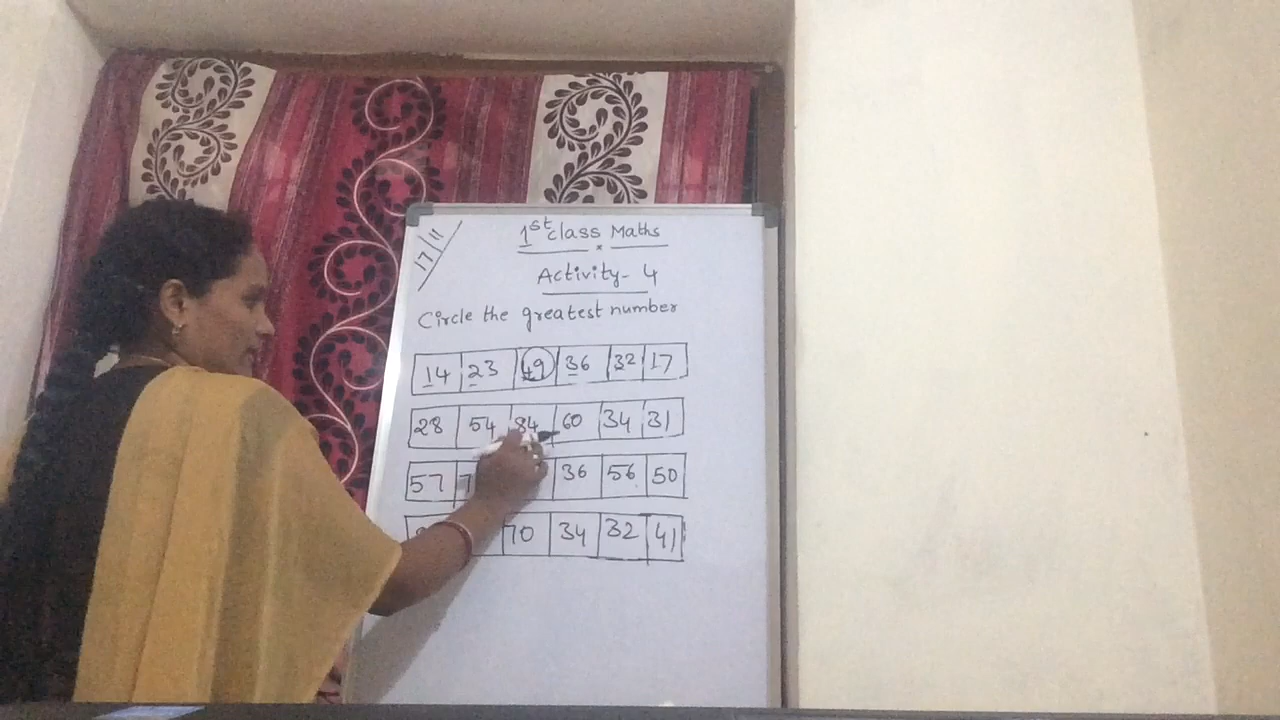 17/11
1st class Maths
Activity- 4
Circle the greatest number
14 23 49 36 32 17
28 54 84 60 34 31
57 36 56 50
70 34 32 41